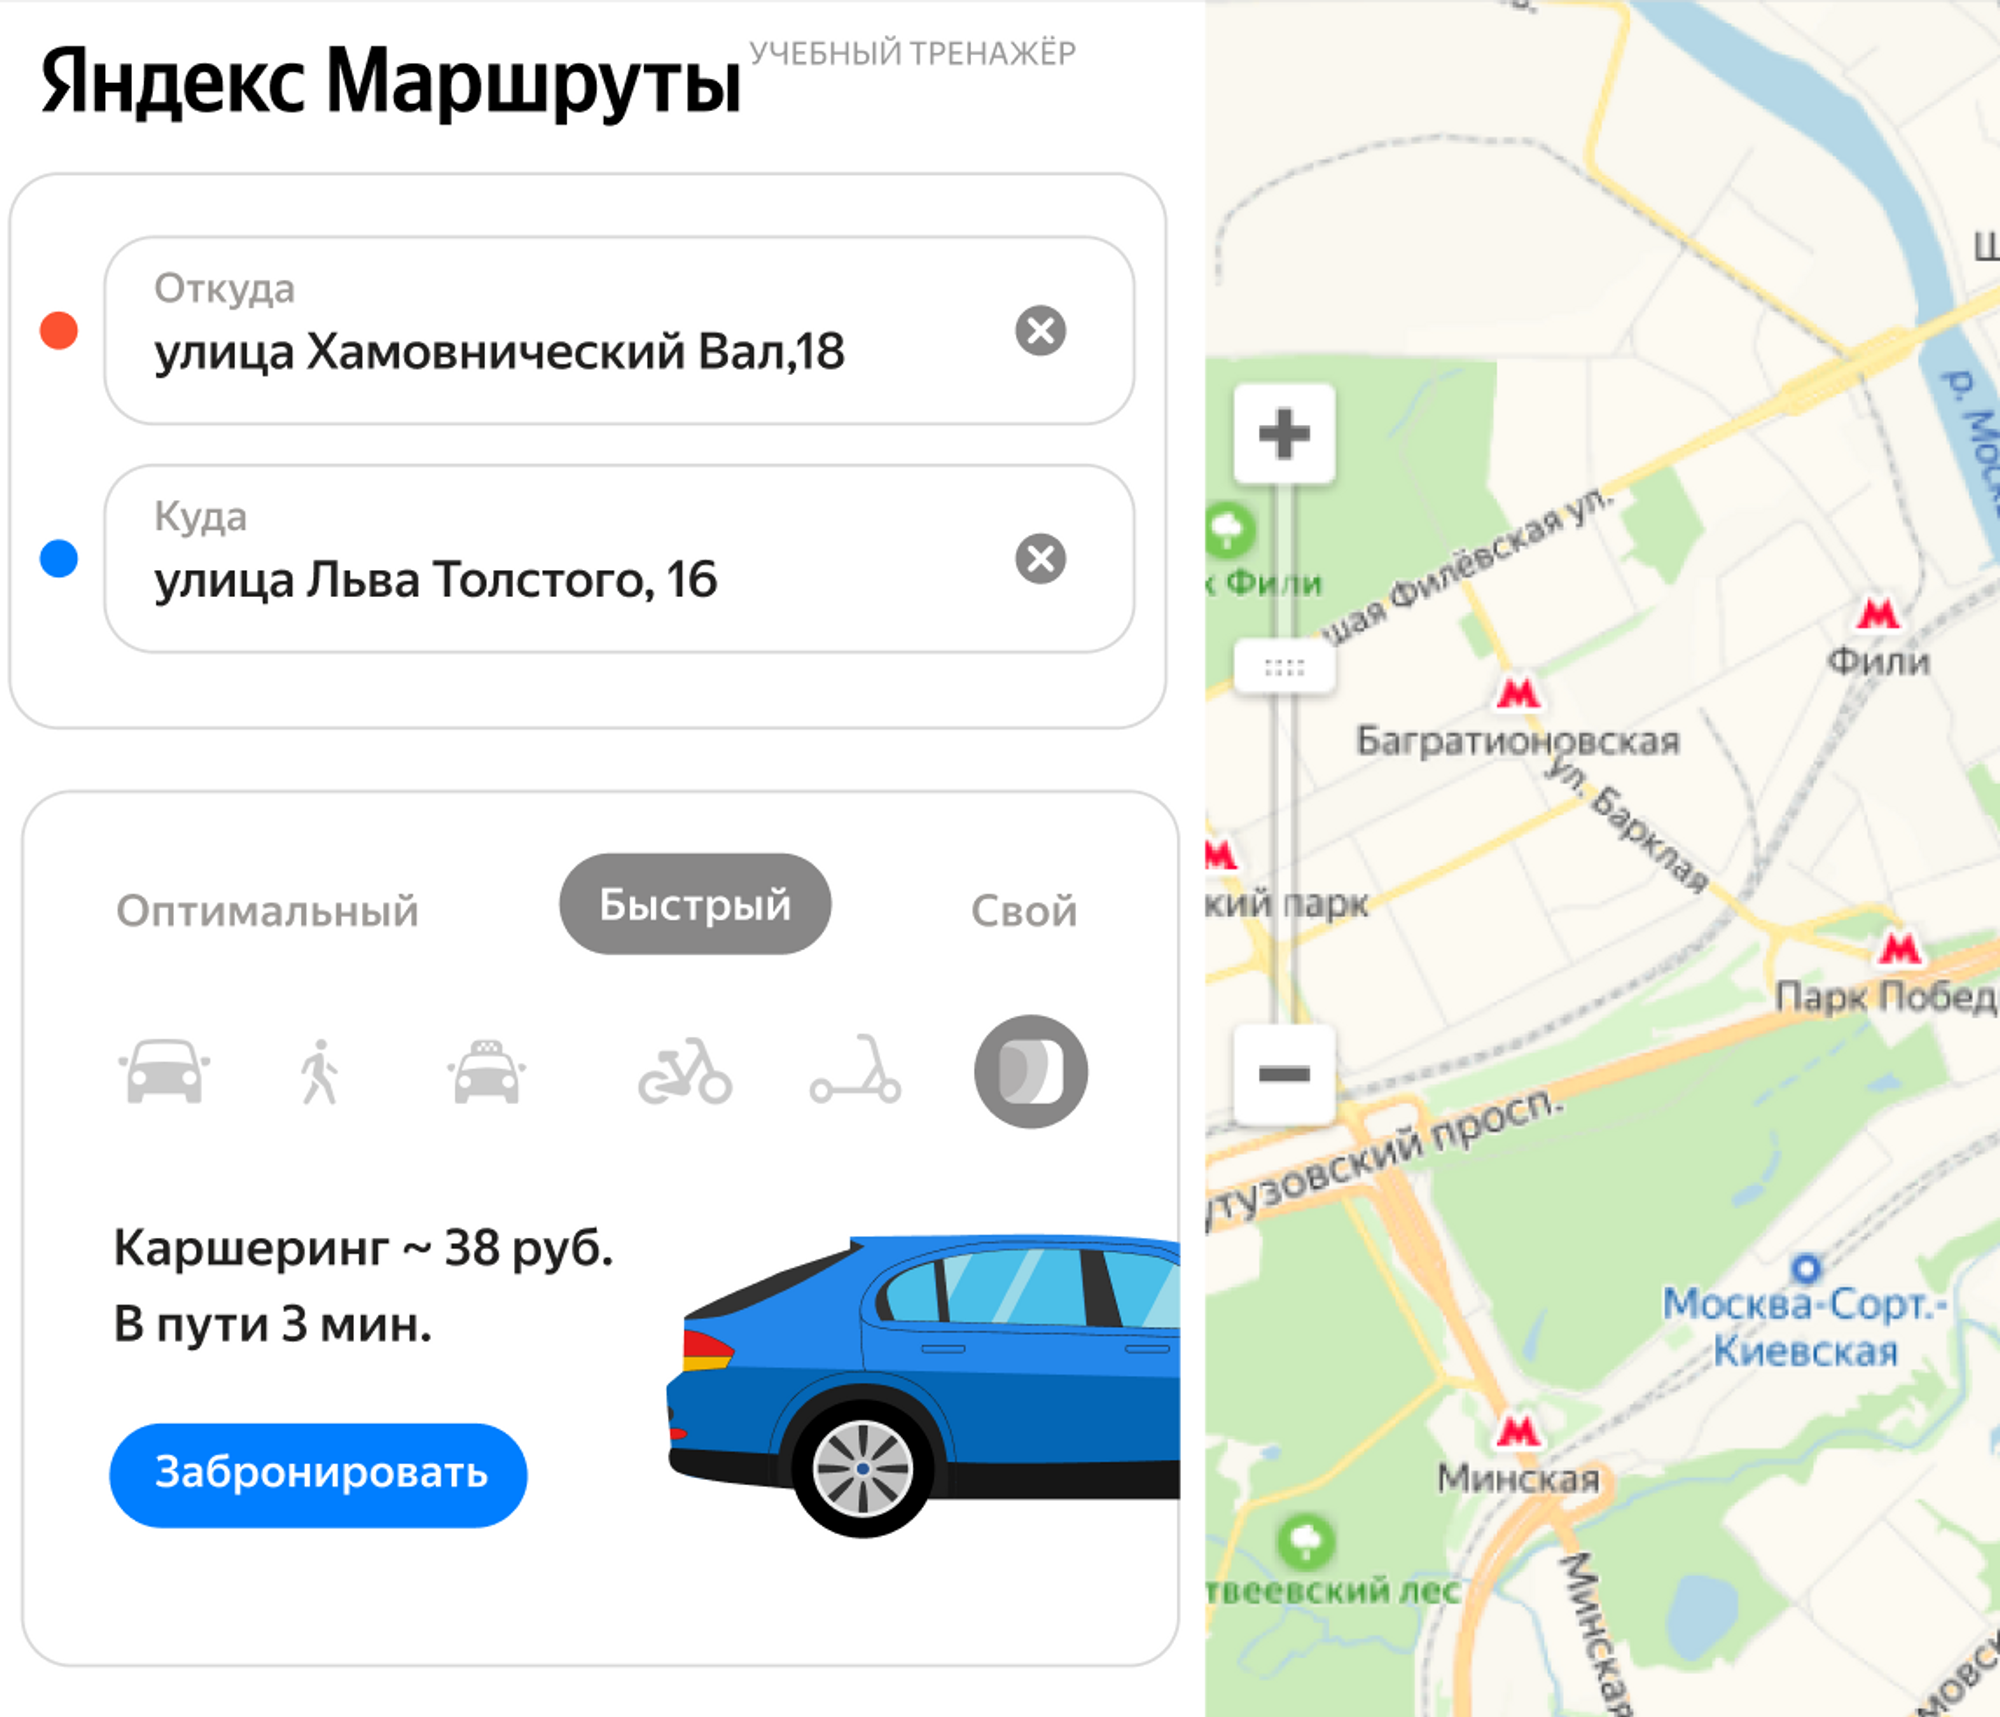 Яндекс Маршруты
УЧЕБНЫЙ ТРЕНАЖЁР
Откуда
улица Хамовнический Вал,18
Куда
улица Льва Толстого, 16
Оптимальный
Быстрый
Свой
Каршеринг ~ 38 руб.
В пути 3 мин.
Забронировать
р. Моск
шая Филёвская ул.
к Фили
Фили
Багратионовская
ул. Барклая
кий парк
Парк Побед
утузовский просп.
Москва-Сорт.-
Киевская
Минская
твеевский лес
Минская